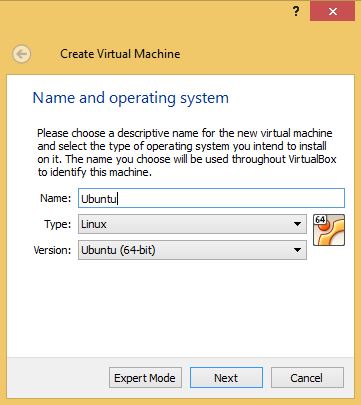 ?
Create Virtual Machine
Name and operating system
Please choose a descriptive name for the new virtual machine
and select the type of operating system you intend to install
on it. The name you choose will be used throughout VirtualBox
to identify this machine.
Name: Ubuntu
Type: Linux
64
Version: Ubuntu (64-bit)
Expert Mode Next Cancel